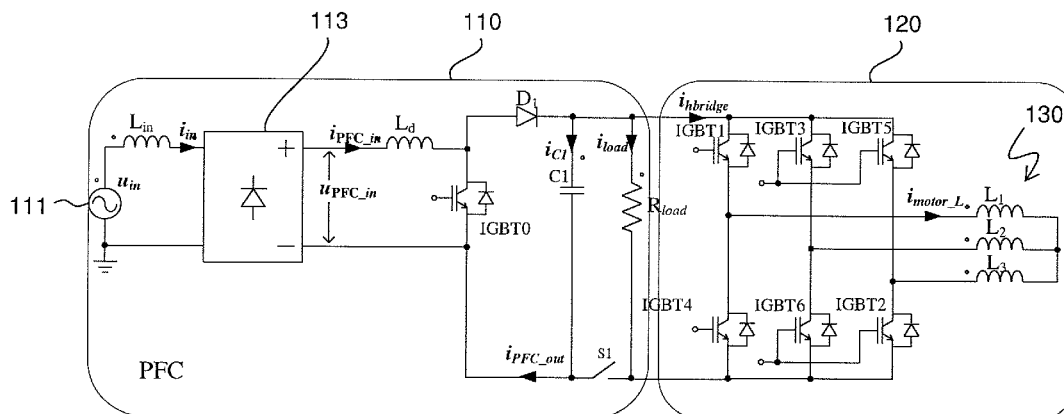 113
110
120
130
111
L_in
i_in
u_in
+
−
i_PFC_in
u_PFC_in
L_d
IGBT0
D_1
i_C1
C1
i_load
R_load
i_hbridge
IGBT1
IGBT3
IGBT5
i_motor_L
L_1
L_2
L_3
IGBT4
IGBT6
IGBT2
i_PFC_out
S1
PFC